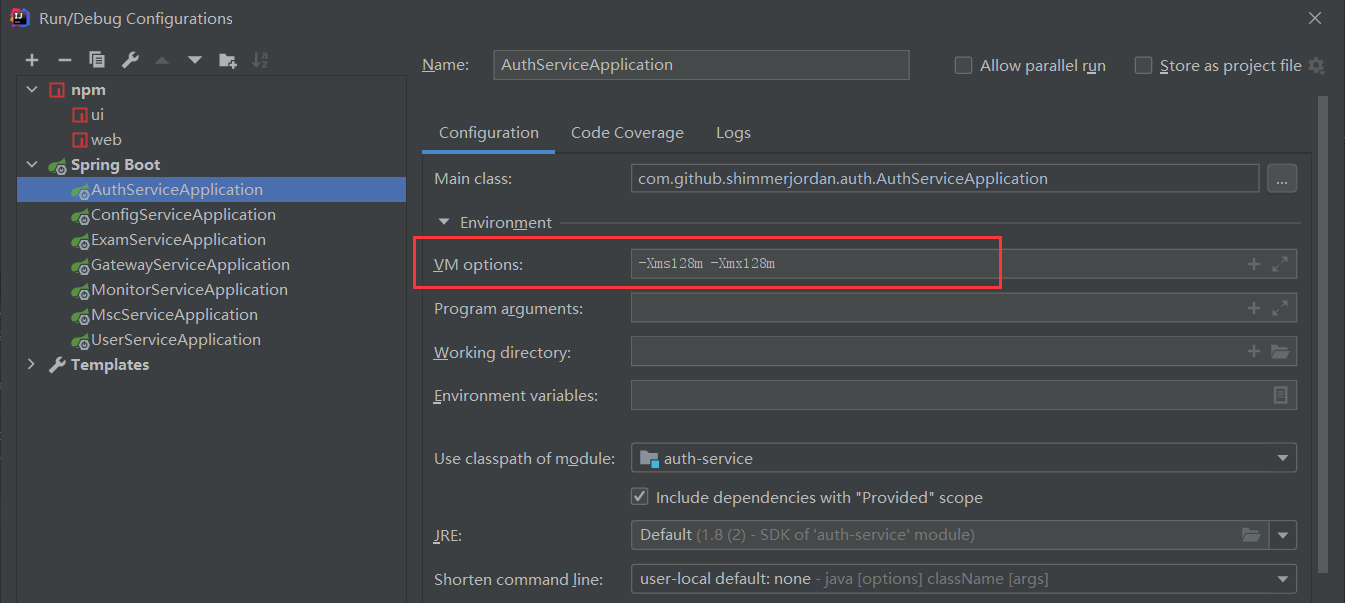 Run/Debug Configurations
Name: AuthServiceApplication Allow parallel run Store as project file
npm
ui
web
Spring Boot
AuthServiceApplication
ConfigServiceApplication
ExamServiceApplication
GatewayServiceApplication
MonitorServiceApplication
MscServiceApplication
UserServiceApplication
Templates
Configuration Code Coverage Logs
Main class: com.github.shimmerjordan.auth.AuthServiceApplication ...
Environment
VM options: -Xms128m -Xmx128m
Program arguments:
Working directory:
Environment variables:
Use classpath of module: auth-service
Include dependencies with "Provided" scope
JRE: Default (1.8 (2) - SDK of 'auth-service' module)
Shorten command line: user-local default: none - java [options] className [args]